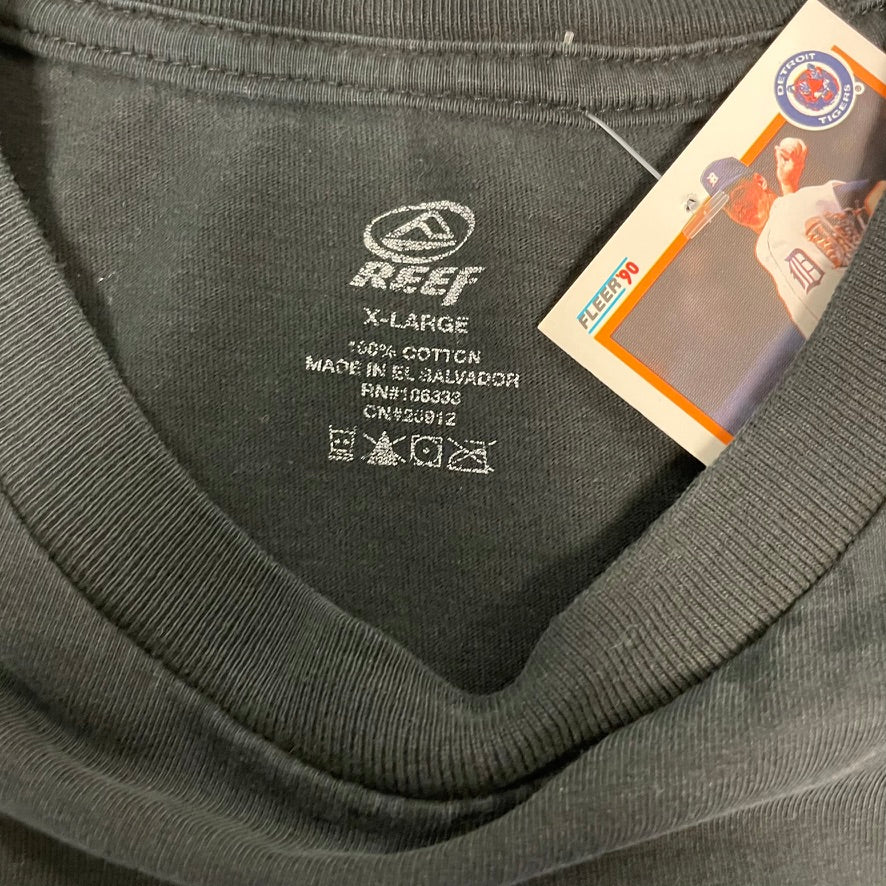 REEF
X-LARGE
100% COTTON
MADE IN EL SALVADOR
RN#106333
CN#20912
DETROIT
TIGERS
®
FLEER '90
D